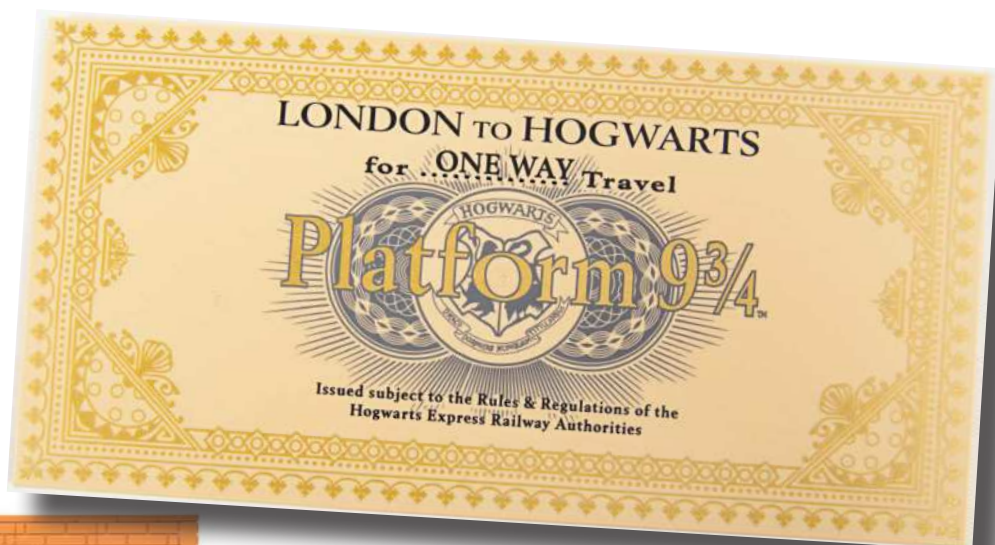 LONDON TO HOGWARTS
for ..ONE WAY.. Travel
HOGWARTS
Platform 9¾™
Issued subject to the Rules & Regulations of the
Hogwarts Express Railway Authorities